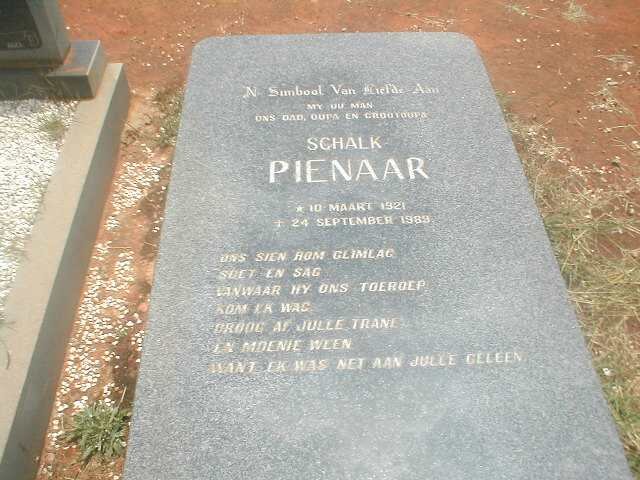 'N Simbool Van Liefde Aan
MY OU MAN
ONS DAD, OUPA EN GROOTOUPA
SCHALK
PIENAAR
★ 10 MAART 1921
+ 24 SEPTEMBER 1989
ONS SIEN HOM GLIMLAG
SOET EN SAG
VANWAAR HY ONS TOEROEP,
KOM EK WAG,
DROOG AF JULLE TRANE
EN MOENIE WEEN
WANT EK WAS NET AAN JULLE GELEEN